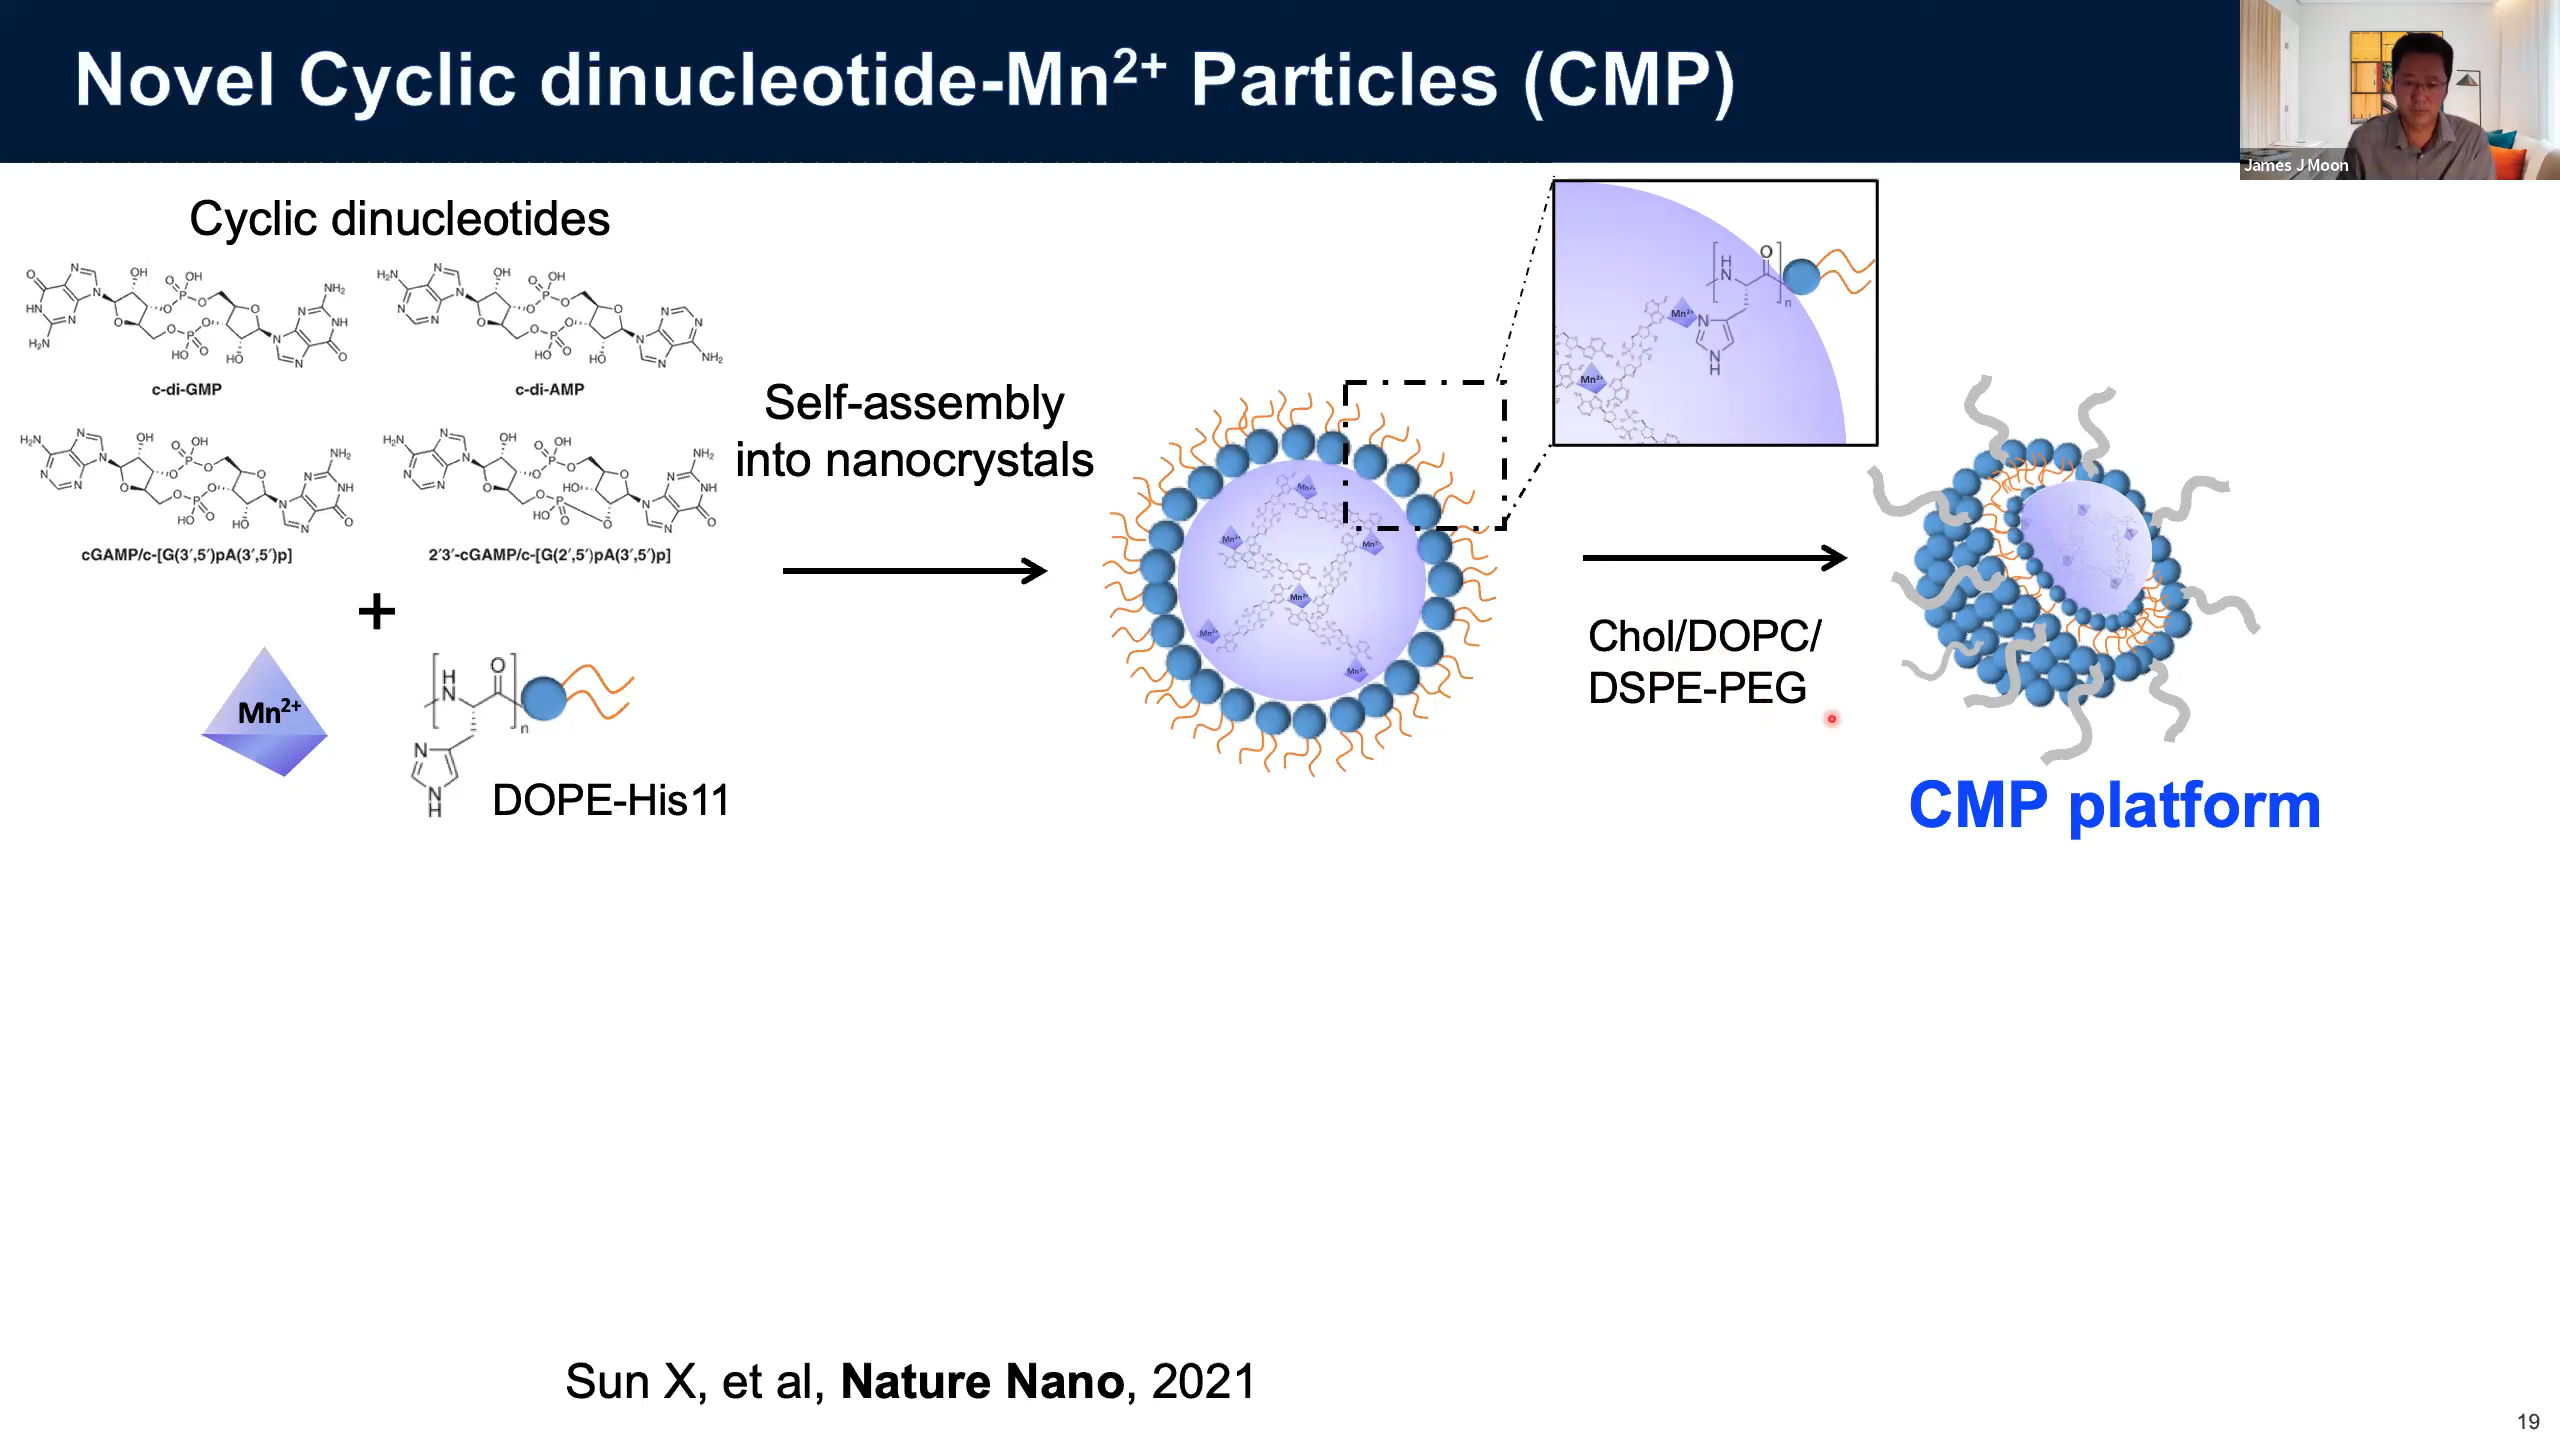 Novel Cyclic dinucleotide-Mn²⁺ Particles (CMP)
James J Moon
Cyclic dinucleotides
c-di-GMP
c-di-AMP
cGAMP/c-[G(3′,5′)pA(3′,5′)p]
2′3′-cGAMP/c-[G(2′,5′)pA(3′,5′)p]
+
Mn²⁺
DOPE-His11
Self-assembly
into nanocrystals
Mn²⁺
Mn²⁺
Chol/DOPC/
DSPE-PEG
CMP platform
Sun X, et al, Nature Nano, 2021
19